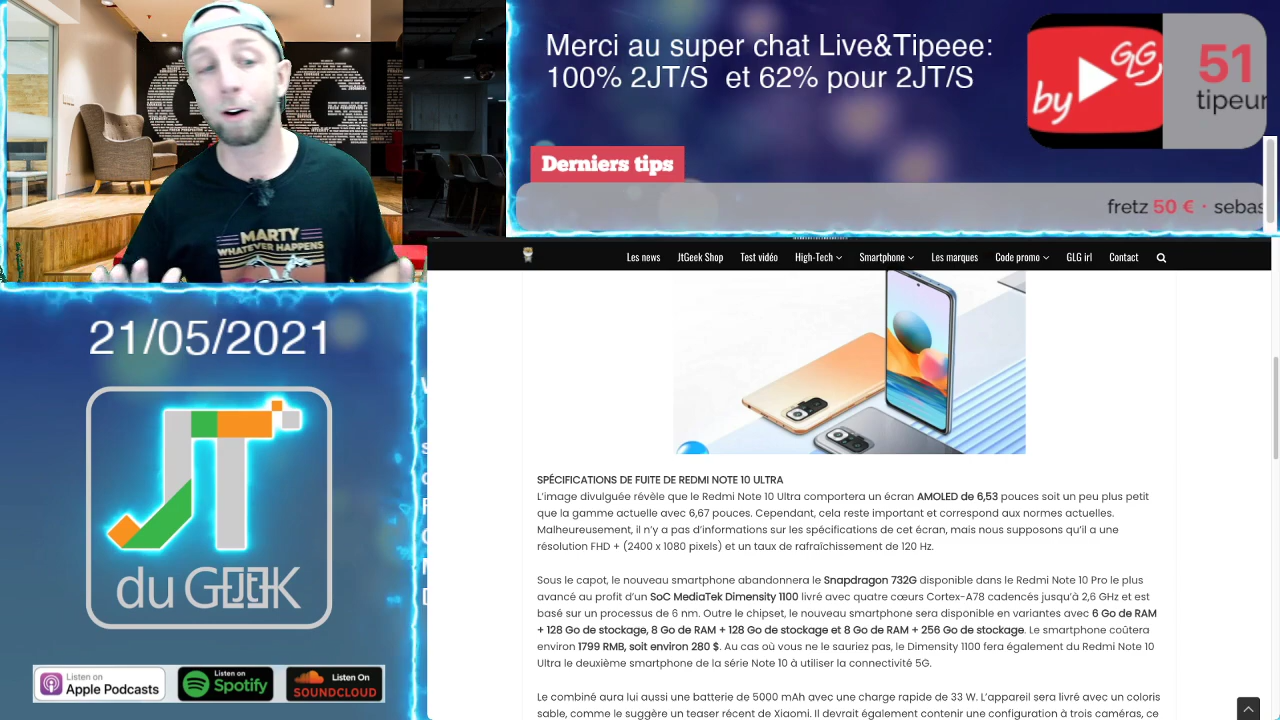 MARTY
WHATEVER HAPPENS
Merci au super chat Live&Tipeee:
100% 2JT/S - 102% pour 2JT/S
by GG
51
tipeur
Derniers tips
fretz 50 € · sebas
Les news JtGeek Shop Test vidéo High-Tech Smartphone Les marques Code promo GLG irl Contact
21/05/2021
JT
du GEEK
Listen on
Apple Podcasts
Listen on
Spotify
Listen On
SOUNDCLOUD
SPÉCIFICATIONS DE FUITE DE REDMI NOTE 10 ULTRA
L'image divulguée révèle que le Redmi Note 10 Ultra comportera un écran AMOLED de 6,53 pouces soit un peu plus petit
que la gamme actuelle avec 6,67 pouces. Cependant, cela reste important et correspond aux normes actuelles.
Malheureusement, il n'y a pas d'informations sur les spécifications de cet écran, mais nous supposons qu'il a une
résolution FHD + (2400 x 1080 pixels) et un taux de rafraîchissement de 120 Hz.
Sous le capot, le nouveau smartphone abandonnera le Snapdragon 732G disponible dans le Redmi Note 10 Pro le plus
avancé au profit d'un SoC MediaTek Dimensity 1100 livré avec quatre cœurs Cortex-A78 cadencés jusqu'à 2,6 GHz et est
basé sur un processus de 6 nm. Outre le chipset, le nouveau smartphone sera disponible en variantes avec 6 Go de RAM
+ 128 Go de stockage, 8 Go de RAM + 128 Go de stockage et 8 Go de RAM + 256 Go de stockage. Le smartphone coûtera
environ 1799 RMB, soit environ 280 $. Au cas où vous ne le sauriez pas, le Dimensity 1100 fera également du Redmi Note 10
Ultra le deuxième smartphone de la série Note 10 à utiliser la connectivité 5G.
Le combiné aura lui aussi une batterie de 5000 mAh avec une charge rapide de 33 W. L'appareil sera livré avec un coloris
sable, comme le suggère un teaser récent de Xiaomi. Il devrait également contenir une configuration à trois caméras, ce